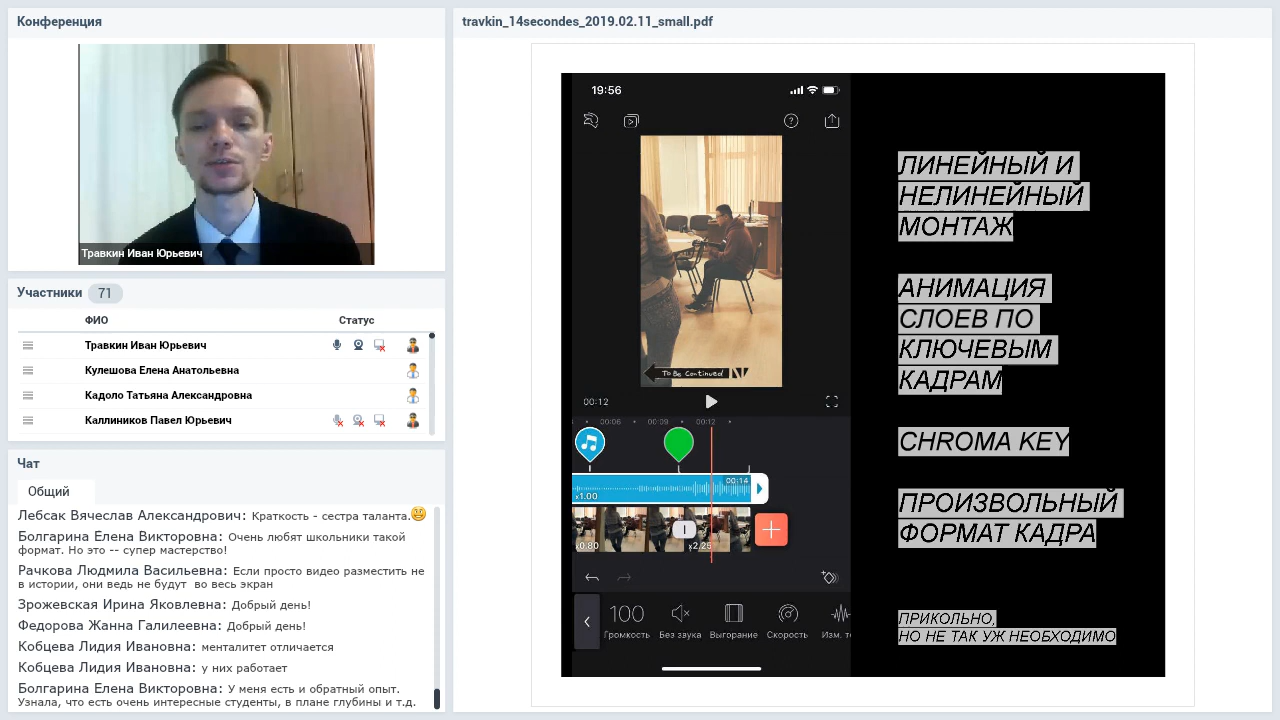 Конференция
Травкин Иван Юрьевич
Участники 71
ФИО Статус
Травкин Иван Юрьевич
Кулешова Елена Анатольевна
Кадоло Татьяна Александровна
Каллиников Павел Юрьевич
Чат
Общий
Лебсак Вячеслав Александрович: Краткость - сестра таланта.
Болгарина Елена Викторовна: Очень любят школьники такой
формат. Но это -- супер мастерство!
Рачкова Людмила Васильевна: Если просто видео разместить не
в истории, они ведь не будут во весь экран
Зрожевская Ирина Яковлевна: Добрый день!
Федорова Жанна Галилеевна: Добрый день!
Кобцева Лидия Ивановна: менталитет отличается
Кобцева Лидия Ивановна: у них работает
Болгарина Елена Викторовна: У меня есть и обратный опыт.
Узнала, что есть очень интересные студенты, в плане глубины и т.д.
travkin_14secondes_2019.02.11_small.pdf
19:56
To Be Continued
00:12
00:06 00:09 00:12
00:14
x1.00
x0.80 x2,25
100
Громкость Без звука Выгорание Скорость Изм. т
ЛИНЕЙНЫЙ И
НЕЛИНЕЙНЫЙ
МОНТАЖ
АНИМАЦИЯ
СЛОЕВ ПО
КЛЮЧЕВЫМ
КАДРАМ
CHROMA KEY
ПРОИЗВОЛЬНЫЙ
ФОРМАТ КАДРА
ПРИКОЛЬНО,
НО НЕ ТАК УЖ НЕОБХОДИМО